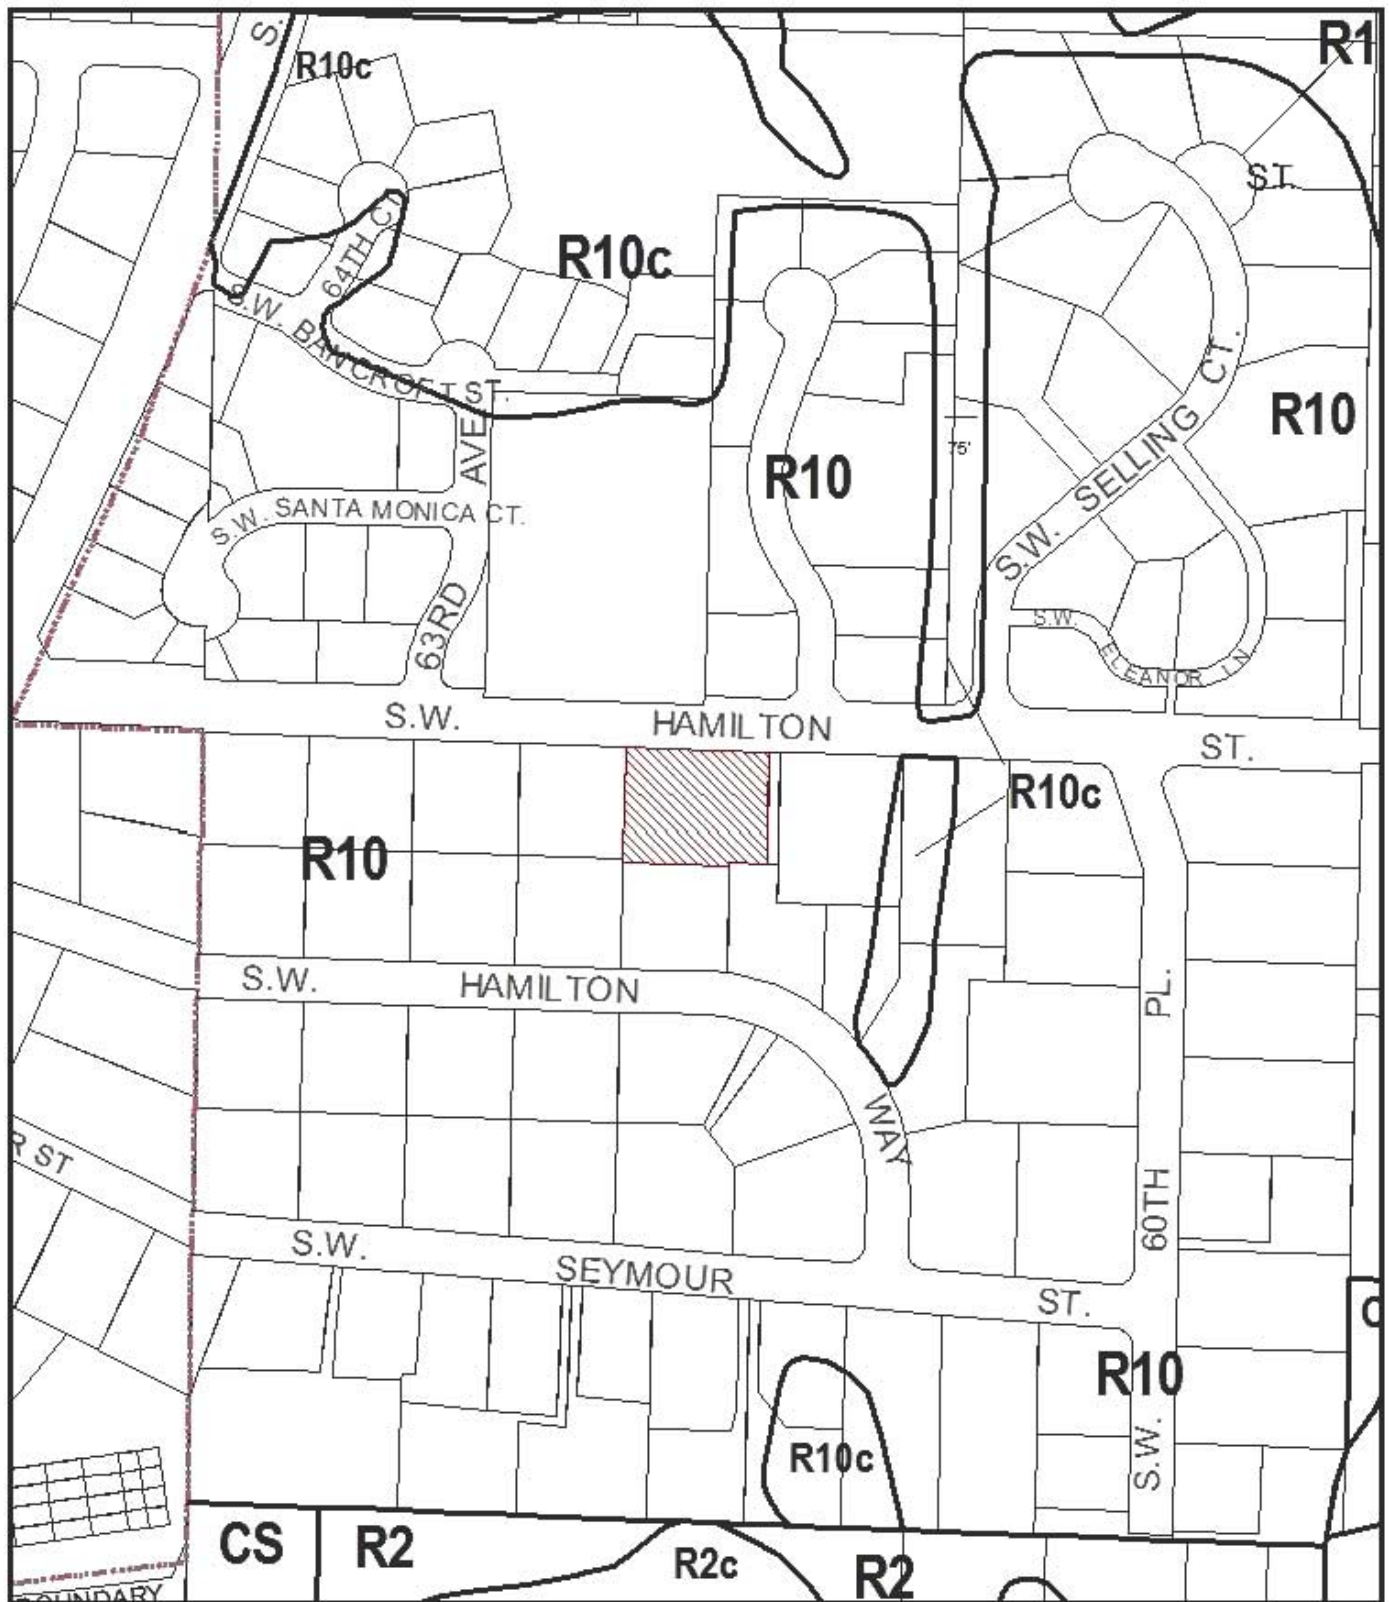 S.
R10c
R1
ST.
64TH CT.
R10c
S.W. BANCROFT ST.
S.W. SELLING CT.
R10
AVE
75'
R10
S.W. SANTA MONICA CT.
63RD
S.W.
ELEANOR LN
S.W. HAMILTON ST.
R10c
R10
S.W. HAMILTON WAY
PL.
R ST
60TH
S.W. SEYMOUR ST.
R10
R10c
S.W.
CS
R2
R2c
R2